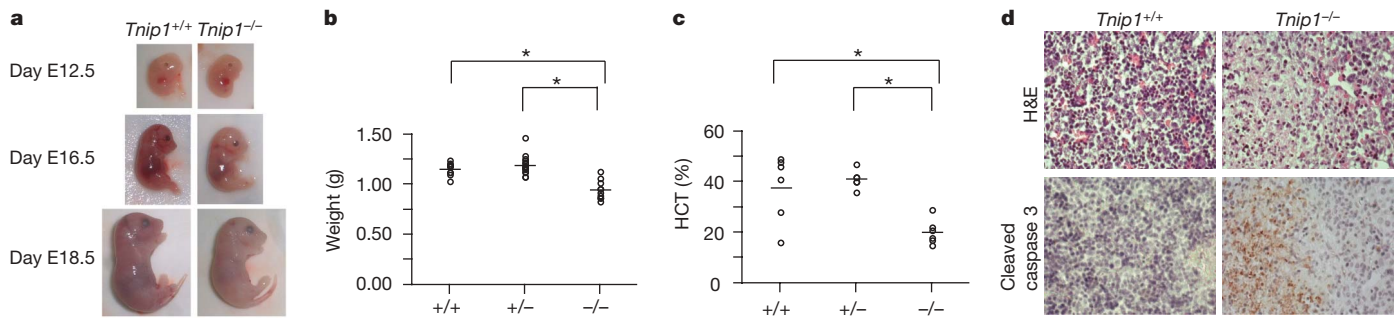 a
Tnip1+/+ Tnip1–/–
Day E12.5
Day E16.5
Day E18.5
b
*
*
Weight (g)
1.50
1.00
0.50
0.00
+/+ +/– –/–
c
*
*
HCT (%)
60
40
20
0
+/+ +/– –/–
d
Tnip1+/+ Tnip1–/–
H&E
Cleaved
caspase 3